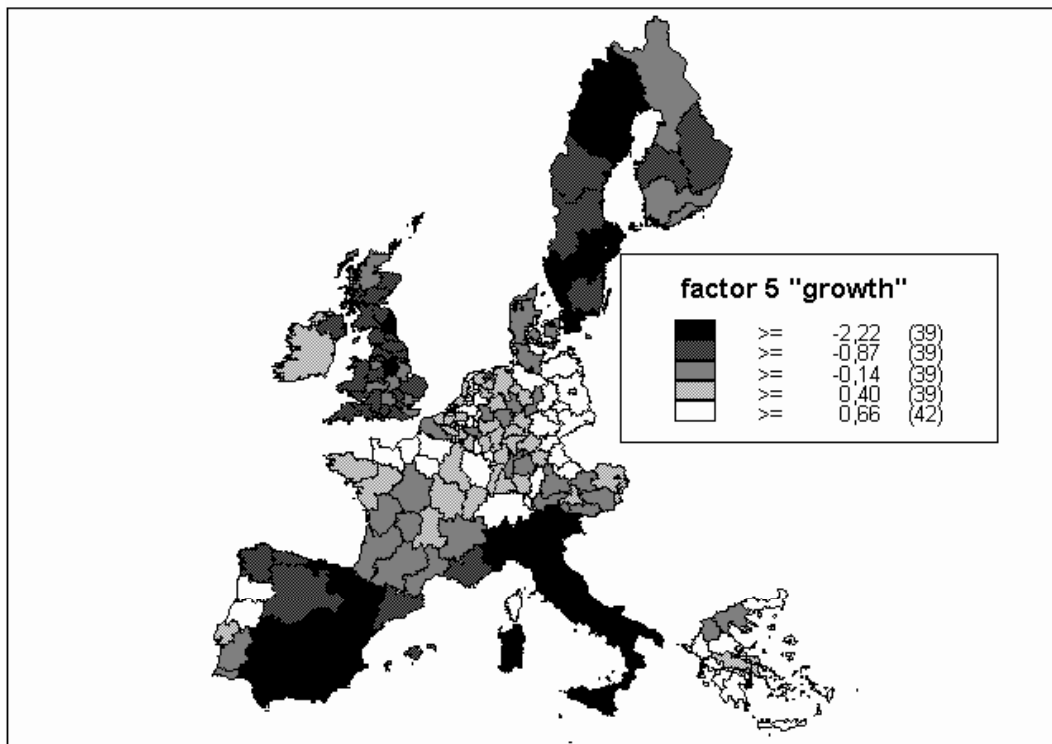 factor 5 "growth"
>= -2,22 (39)
>= -0,87 (39)
>= -0,14 (39)
>= 0,40 (39)
>= 0,66 (42)